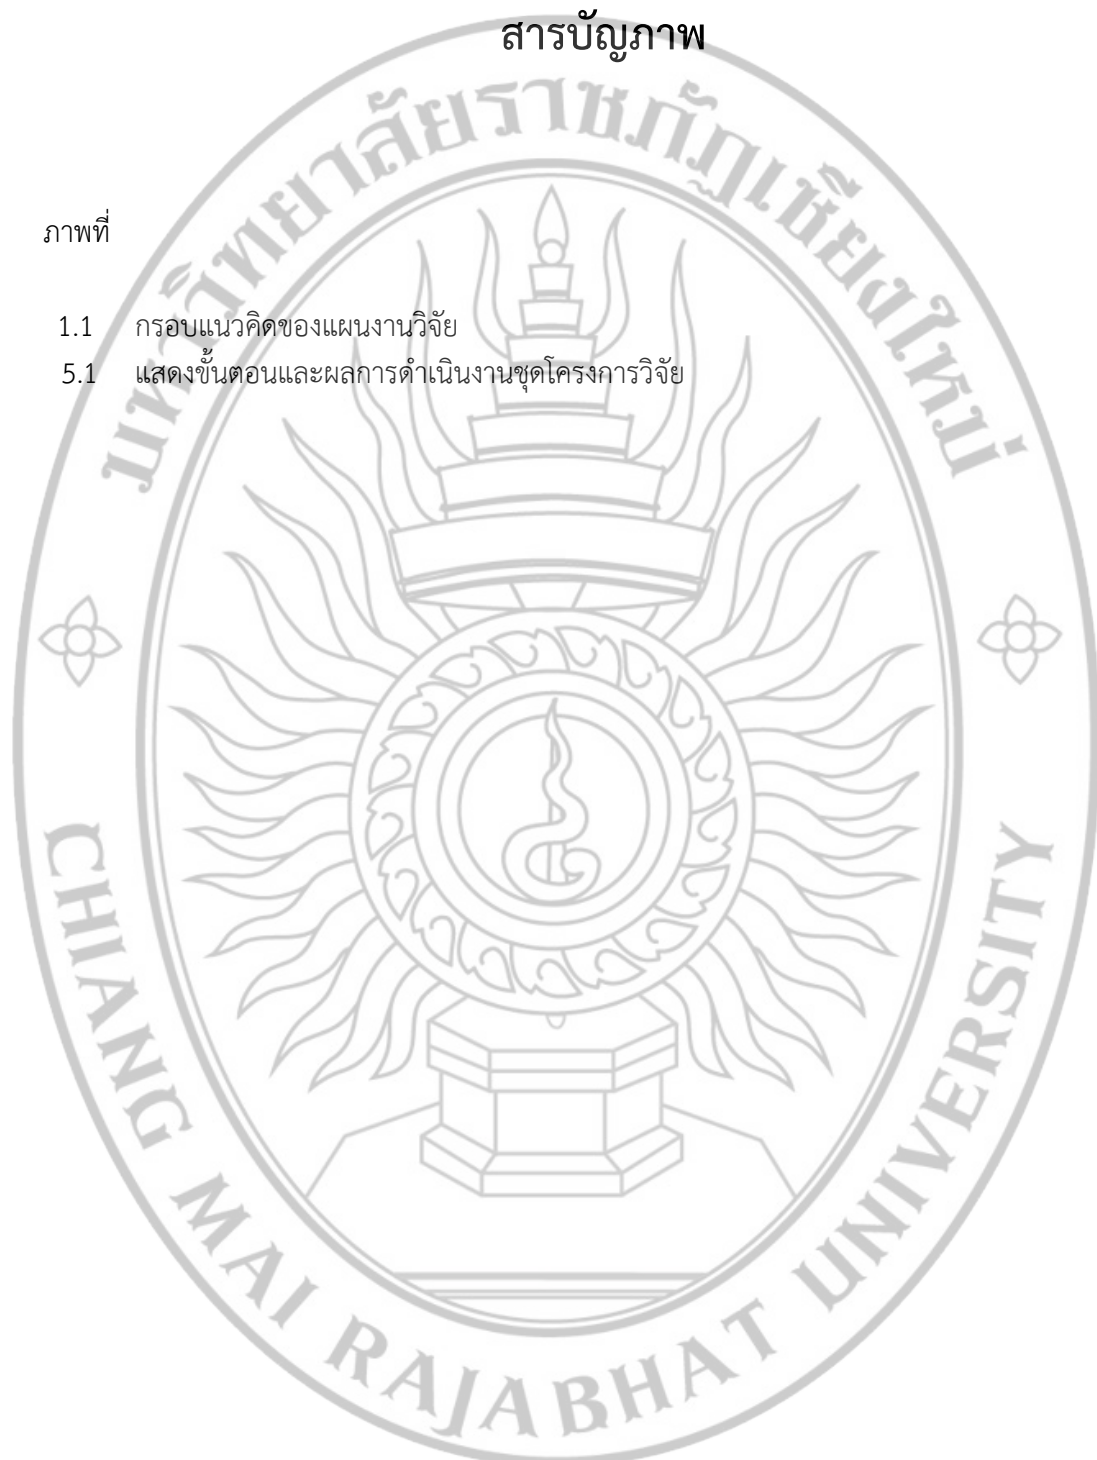 สารบัญภาพ
มหาวิทยาลัยราชภัฏเชียงใหม่
ภาพที่
1.1 กรอบแนวคิดของแผนงานวิจัย
5.1 แสดงขั้นตอนและผลการดำเนินงานชุดโครงการวิจัย
CHIANG MAI RAJABHAT UNIVERSITY